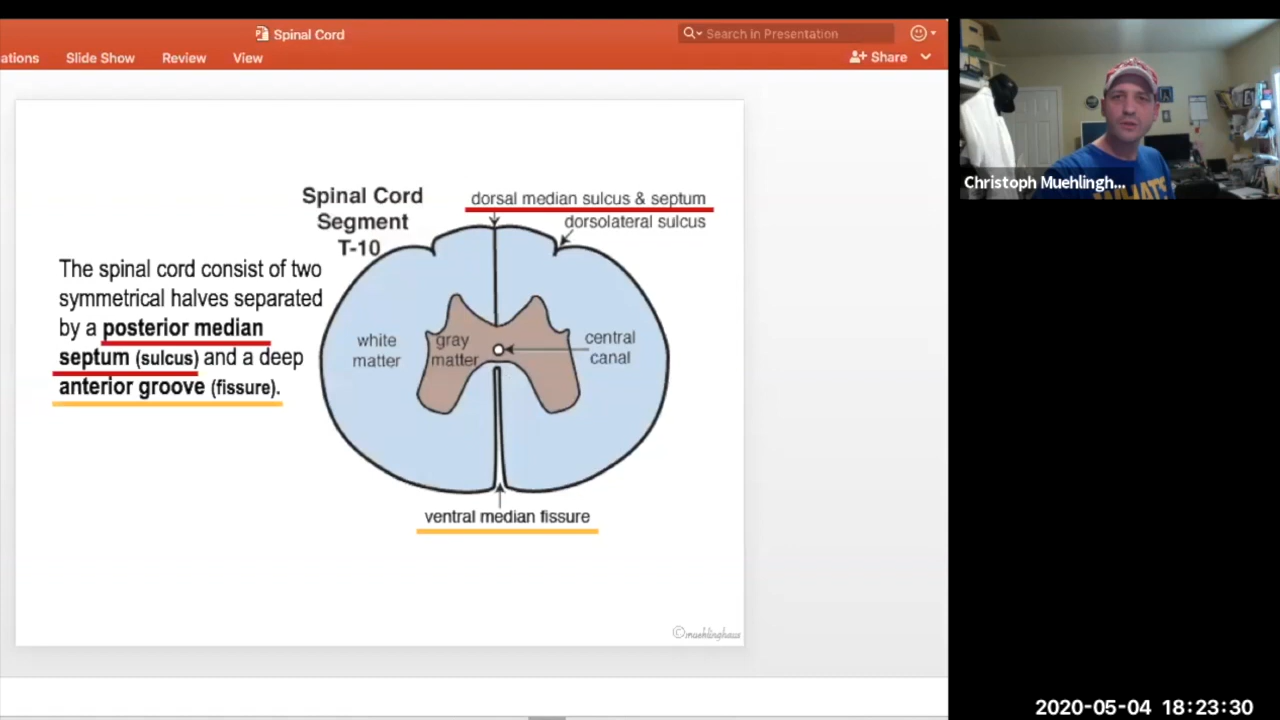 Spinal Cord
Search in Presentation
ations
Slide Show
Review
View
Share
Spinal Cord
Segment
T-10
dorsal median sulcus & septum
dorsolateral sulcus
The spinal cord consist of two
symmetrical halves separated
by a posterior median
septum (sulcus) and a deep
anterior groove (fissure).
white
matter
gray
matter
central
canal
ventral median fissure
©muehlinghaus
Christoph Muehlingh...
WHATS
2020-05-04 18:23:30